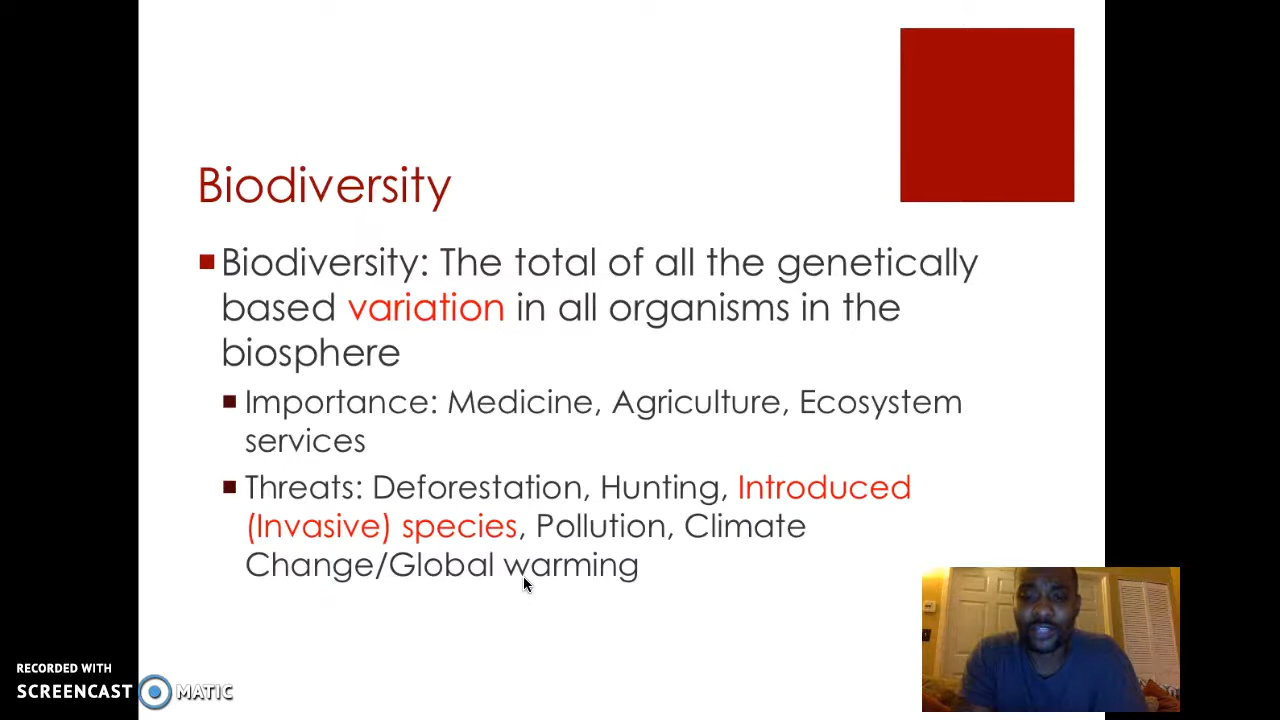 Biodiversity
Biodiversity: The total of all the genetically
based variation in all organisms in the
biosphere
Importance: Medicine, Agriculture, Ecosystem
services
Threats: Deforestation, Hunting, Introduced
(Invasive) species, Pollution, Climate
Change/Global warming
RECORDED WITH
SCREENCAST MATIC